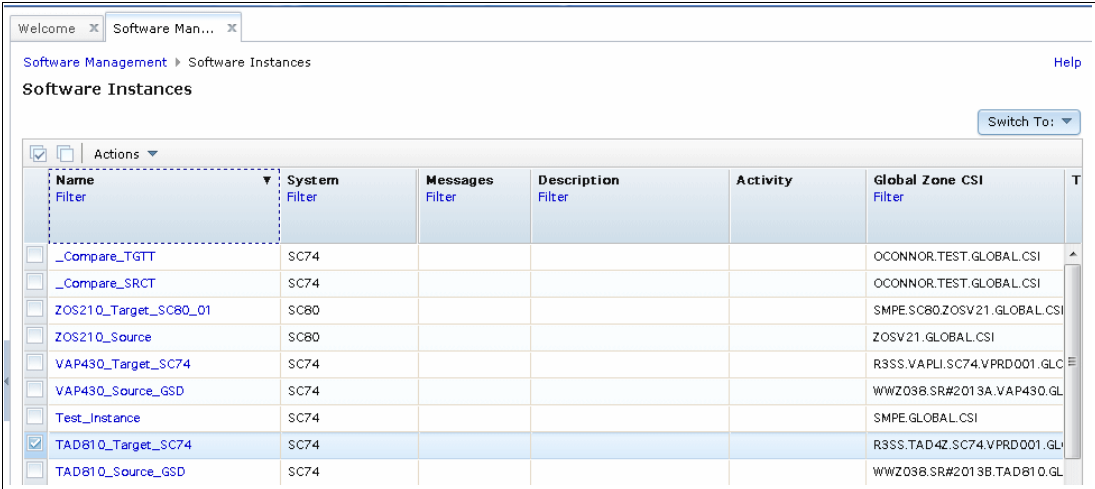 Welcome X Software Man... X
Software Management Software Instances Help
Software Instances
Switch To:
Actions
Name System Messages Description Activity Global Zone CSI T
Filter Filter Filter Filter Filter
_Compare_TGTT SC74 OCONNOR.TEST.GLOBAL.CSI
_Compare_SRCT SC74 OCONNOR.TEST.GLOBAL.CSI
ZOS210_Target_SC80_01 SC80 SMPE.SC80.ZOSV21.GLOBAL.CSI
ZOS210_Source SC80 ZOSV21.GLOBAL.CSI
VAP430_Target_SC74 SC74 R3SS.VAPLI.SC74.VPRD001.GLC
VAP430_Source_GSD SC74 WWZ038.SR#2013A.VAP430.GL
Test_Instance SC74 SMPE.GLOBAL.CSI
TAD810_Target_SC74 SC74 R3SS.TAD4Z.SC74.VPRD001.GL
TAD810_Source_GSD SC74 WWZ038.SR#2013B.TAD810.GL